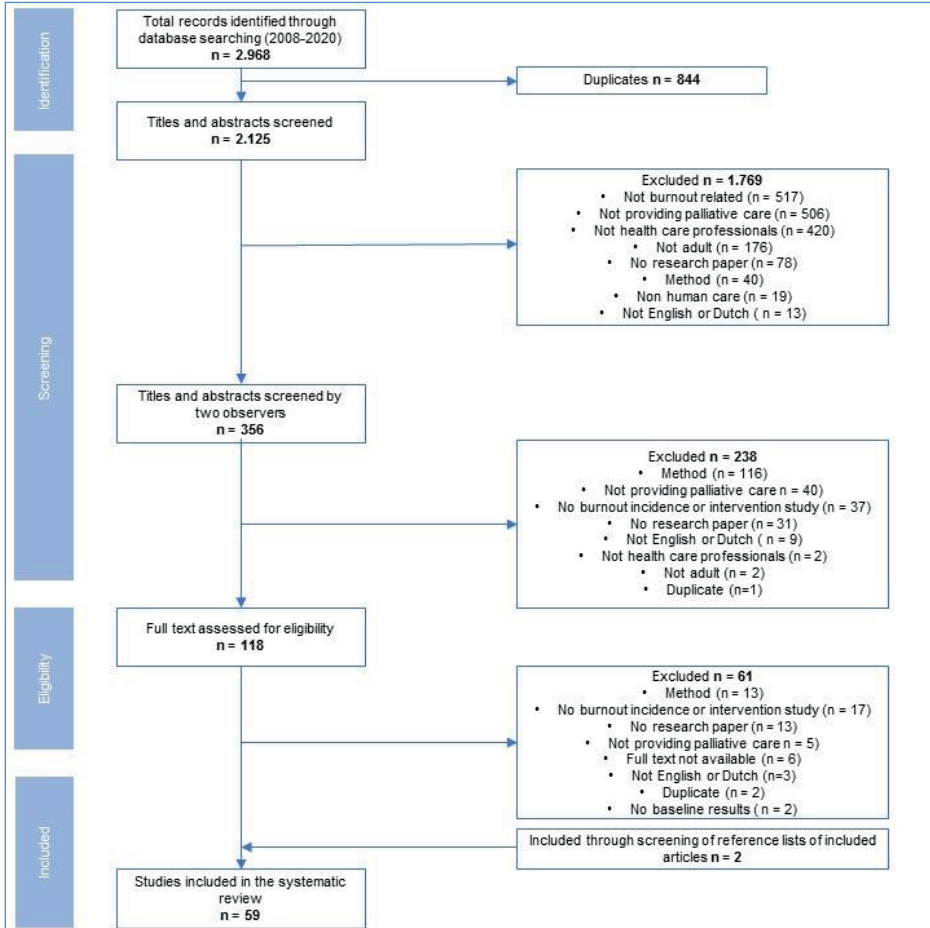 Identification
Total records identified through
database searching (2008-2020)
n = 2.968
Duplicates n = 844
Titles and abstracts screened
n = 2.125
Screening
Excluded n = 1.769
• Not burnout related (n = 517)
• Not providing palliative care (n = 506)
• Not health care professionals (n = 420)
• Not adult (n = 176)
• No research paper (n = 78)
• Method (n = 40)
• Non human care (n = 19)
• Not English or Dutch ( n = 13)
Titles and abstracts screened by
two observers
n = 356
Excluded n = 238
• Method (n = 116)
• Not providing palliative care n = 40)
• No burnout incidence or intervention study (n = 37)
• No research paper (n = 31)
• Not English or Dutch ( n = 9)
• Not health care professionals (n = 2)
• Not adult (n = 2)
• Duplicate (n=1)
Eligibility
Full text assessed for eligibility
n = 118
Excluded n = 61
• Method (n = 13)
• No burnout incidence or intervention study (n = 17)
• No research paper (n = 13)
• Not providing palliative care n = 5)
• Full text not available (n = 6)
• Not English or Dutch (n=3)
• Duplicate (n = 2)
• No baseline results ( n = 2)
Included
Included through screening of reference lists of included
articles n = 2
Studies included in the systematic
review
n = 59